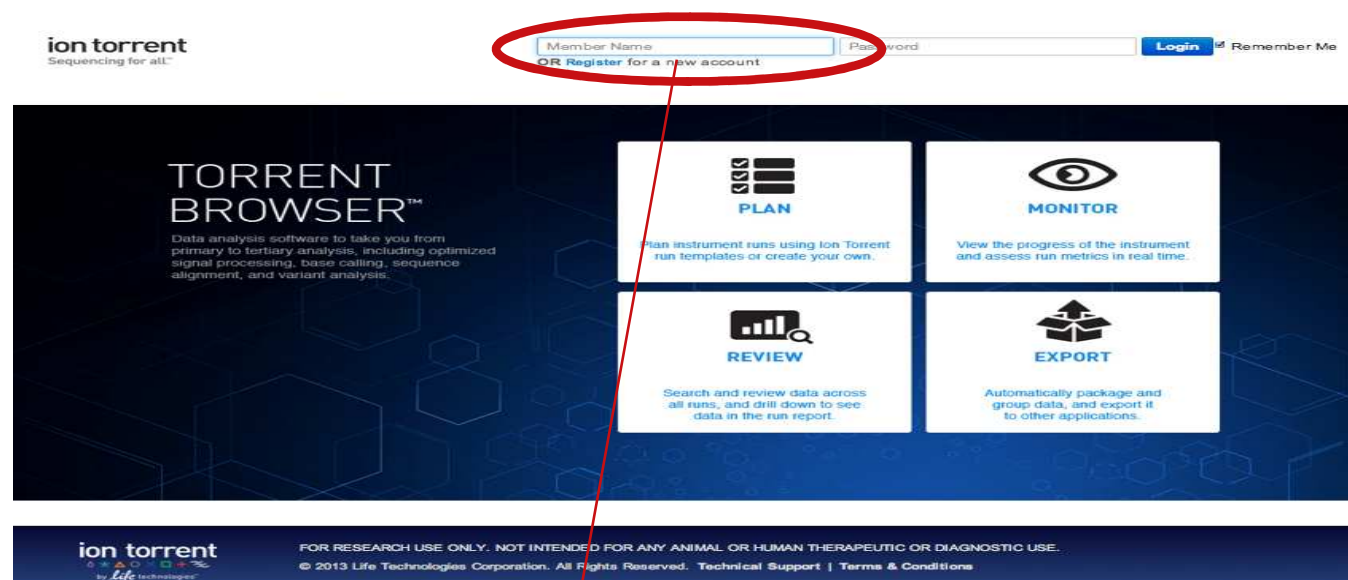 ion torrent
Sequencing for all.™
Member Name
Password
Login
Remember Me
OR Register for a new account
TORRENT
BROWSER™
Data analysis software to take you from
primary to tertiary analysis, including optimized
signal processing, base calling, sequence
alignment, and variant analysis.
PLAN
Plan instrument runs using Ion Torrent
run templates or create your own.
MONITOR
View the progress of the instrument
and assess run metrics in real time.
REVIEW
Search and review data across
all runs, and drill down to see
data in the run report.
EXPORT
Automatically package and
group data, and export it
to other applications.
ion torrent
by Life technologies™
FOR RESEARCH USE ONLY. NOT INTENDED FOR ANY ANIMAL OR HUMAN THERAPEUTIC OR DIAGNOSTIC USE.
© 2013 Life Technologies Corporation. All Rights Reserved. Technical Support | Terms & Conditions